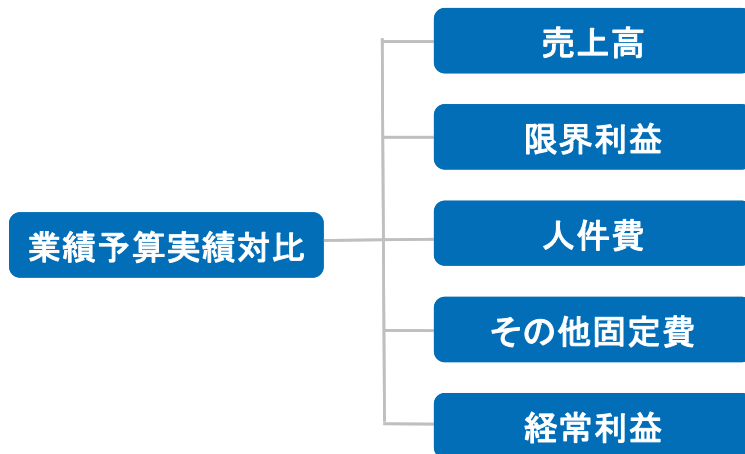 売上高
限界利益
人件費
業績予算実績対比
その他固定費
経常利益